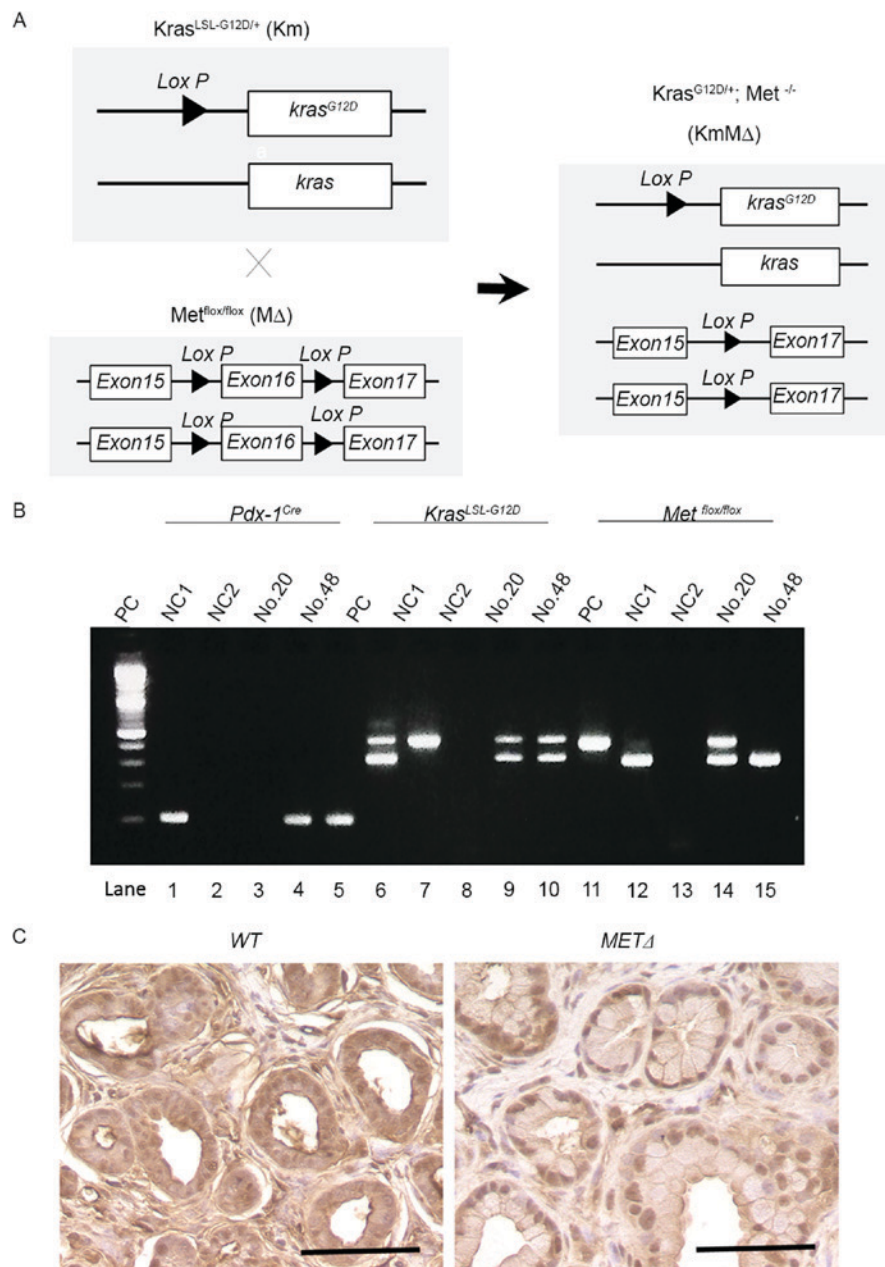 A
Kras^LSL-G12D/+ (Km)
Lox P
kras^G12D
kras
Met^flox/flox (MΔ)
Lox P Lox P
Exon15 Exon16 Exon17
Lox P Lox P
Exon15 Exon16 Exon17
Kras^G12D/+; Met -/-
(KmMΔ)
Lox P
kras^G12D
kras
Lox P
Exon15 Exon17
Lox P
Exon15 Exon17
B
Pdx-1^Cre Kras^LSL-G12D Met flox/flox
PC NC1 NC2 No.20 No.48 PC NC1 NC2 No.20 No.48 PC NC1 NC2 No.20 No.48
Lane 1 2 3 4 5 6 7 8 9 10 11 12 13 14 15
C
WT METΔ